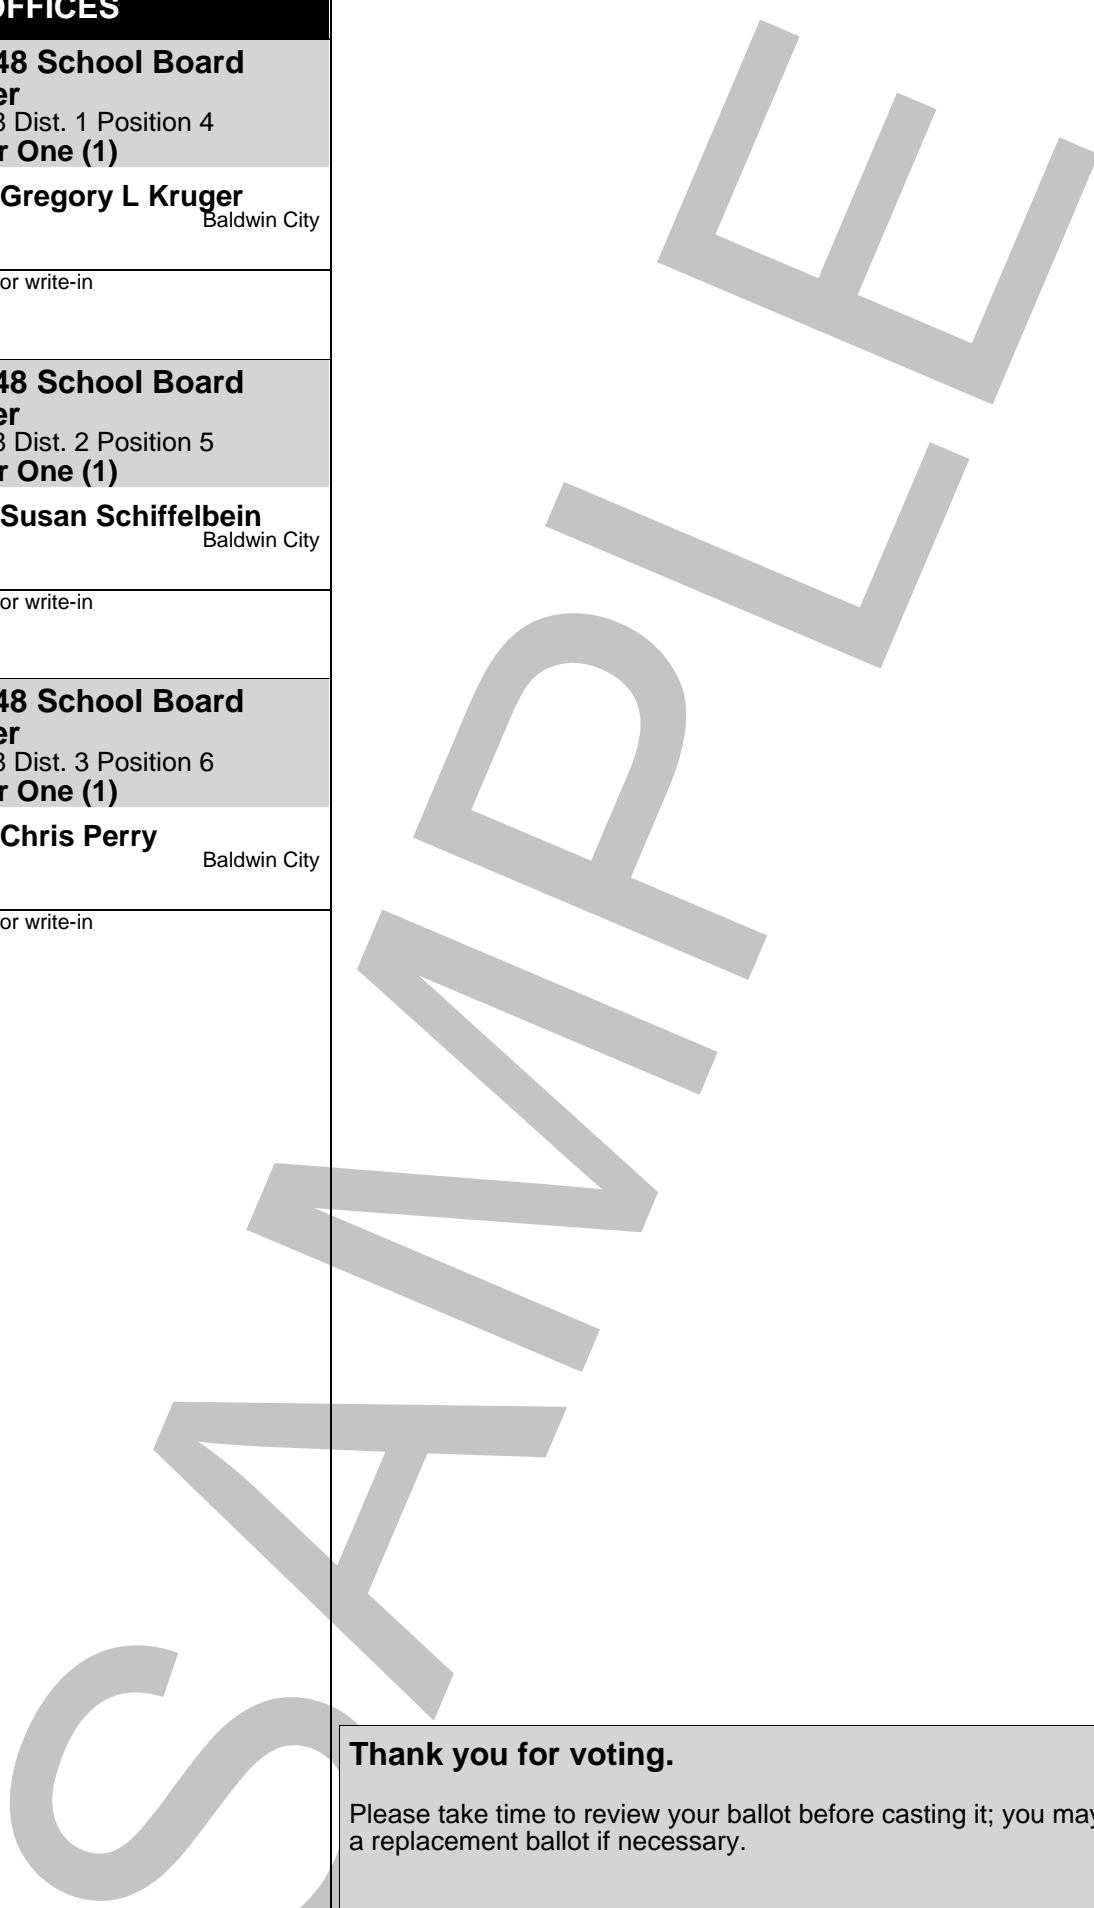 OFFICES
48 School Board
er
3 Dist. 1 Position 4
r One (1)
Gregory L Kruger
Baldwin City
or write-in
48 School Board
er
3 Dist. 2 Position 5
r One (1)
Susan Schiffelbein
Baldwin City
or write-in
48 School Board
er
3 Dist. 3 Position 6
r One (1)
Chris Perry
Baldwin City
or write-in
SAMPLE
Thank you for voting.
Please take time to review your ballot before casting it; you may
a replacement ballot if necessary.